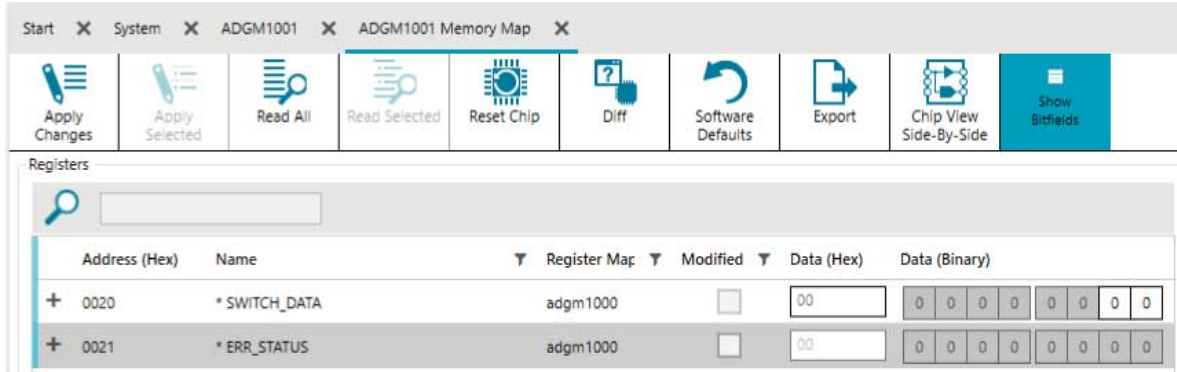 Start System ADGM1001 ADGM1001 Memory Map
Apply Changes Apply Selected Read All Read Selected Reset Chip Diff Software Defaults Export Chip View Side-By-Side Show Bitfields
Registers
Address (Hex) Name Register Map Modified Data (Hex) Data (Binary)
+ 0020 * SWITCH_DATA adgm1000 00 0 0 0 0 0 0 0 0
+ 0021 * ERR_STATUS adgm1000 00 0 0 0 0 0 0 0 0